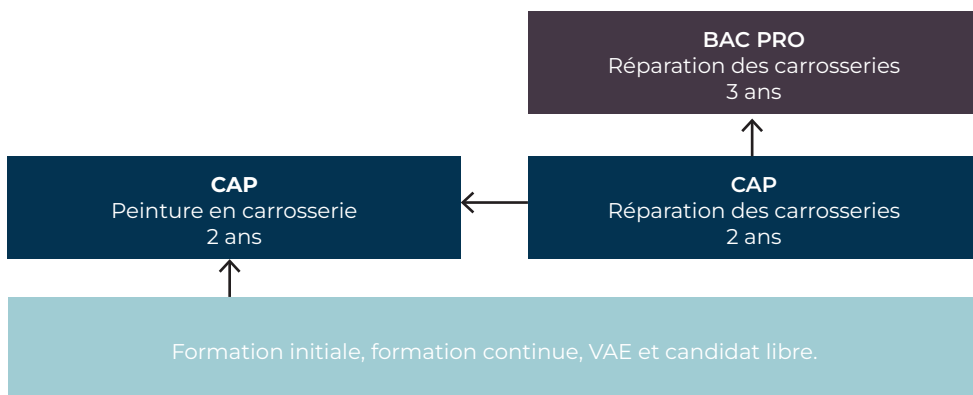 BAC PRO
Réparation des carrosseries
3 ans
CAP
Peinture en carrosserie
2 ans
CAP
Réparation des carrosseries
2 ans
Formation initiale, formation continue, VAE et candidat libre.